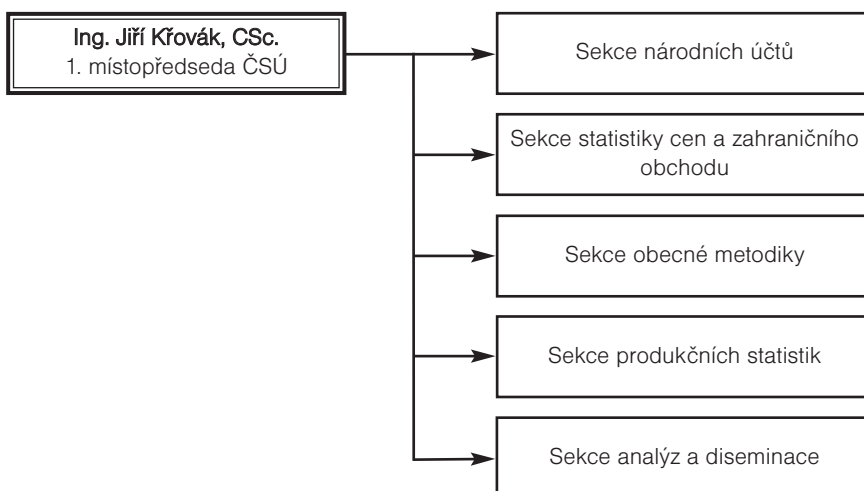 Ing. Jiří Křovák, CSc.
1. místopředseda ČSÚ
Sekce národních účtů
Sekce statistiky cen a zahraničního
obchodu
Sekce obecné metodiky
Sekce produkčních statistik
Sekce analýz a diseminace